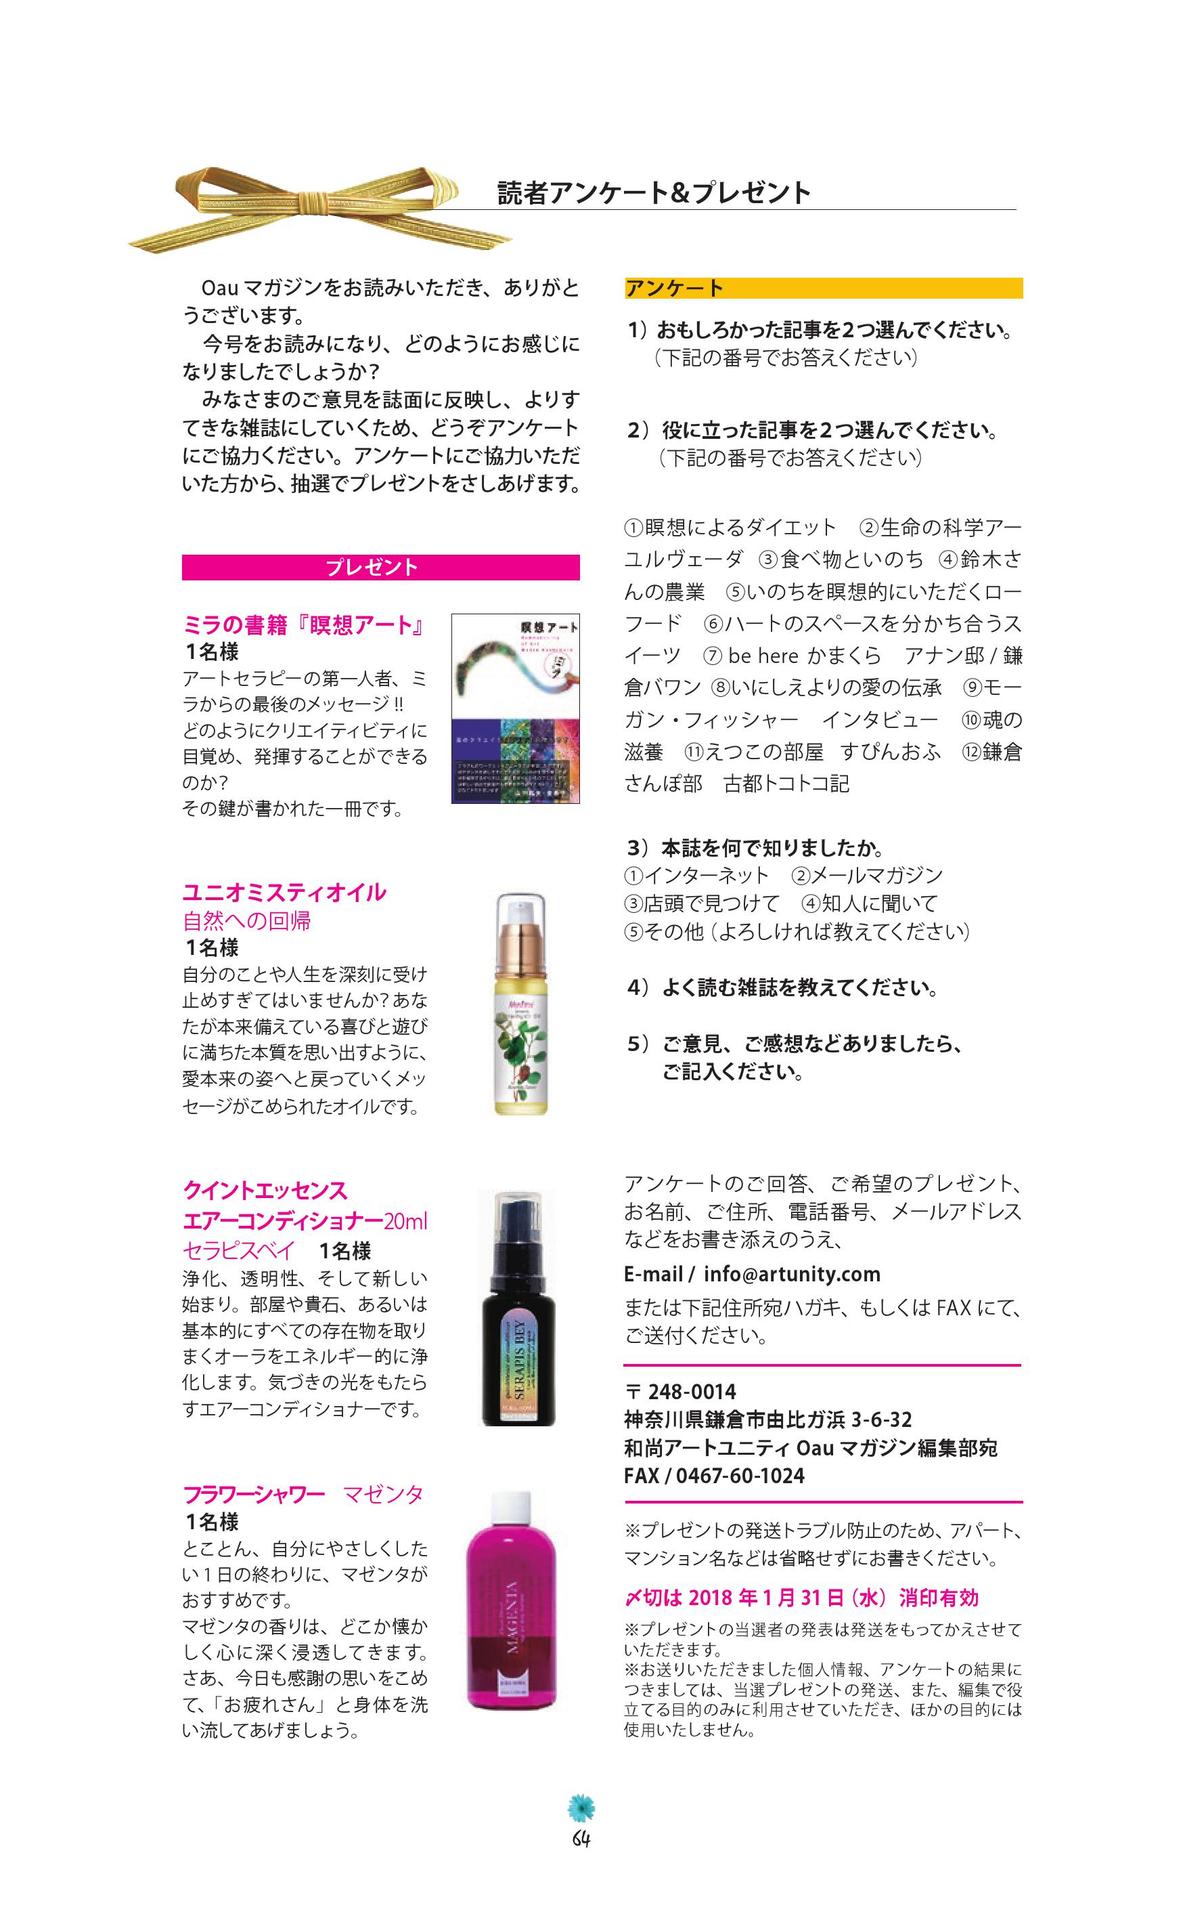 読者アンケート&プレゼント
Oau マガジンをお読みいただき、ありがと
うございます。
今号をお読みになり、どのようにお感じに
なりましたでしょうか？
みなさまのご意見を誌面に反映し、よりす
てきな雑誌にしていくため、どうぞアンケート
にご協力ください。アンケートにご協力いただ
いた方から、抽選でプレゼントをさしあげます。
プレゼント
ミラの書籍『瞑想アート』
1名様
アートセラピーの第一人者、ミ
ラからの最後のメッセージ !!
どのようにクリエイティビティに
目覚め、発揮することができる
のか？
その鍵が書かれた一冊です。
瞑想アート
ユニオミスティオイル
自然への回帰
1名様
自分のことや人生を深刻に受け
止めすぎてはいませんか？あな
たが本来備えている喜びと遊び
に満ちた本質を思い出すように、
愛本来の姿へと戻っていくメッ
セージがこめられたオイルです。
クイントエッセンス
エアーコンディショナー20ml
セラピスベイ　1名様
浄化、透明性、そして新しい
始まり。部屋や貴石、あるいは
基本的にすべての存在物を取り
まくオーラをエネルギー的に浄
化します。気づきの光をもたら
すエアーコンディショナーです。
SERAPIS BEY
フラワーシャワー　マゼンタ
1名様
とことん、自分にやさしくした
い１日の終わりに、マゼンタが
おすすめです。
マゼンタの香りは、どこか懐か
しく心に深く浸透してきます。
さあ、今日も感謝の思いをこめ
て、「お疲れさん」と身体を洗
い流してあげましょう。
MAGENTA
アンケート
1）おもしろかった記事を２つ選んでください。
（下記の番号でお答えください）
２）役に立った記事を２つ選んでください。
（下記の番号でお答えください）
①瞑想によるダイエット　②生命の科学アー
ユルヴェーダ　③食べ物といのち　④鈴木さ
んの農業　⑤いのちを瞑想的にいただくロー
フード　⑥ハートのスペースを分かち合うス
イーツ　⑦ be here かまくら　アナン邸 / 鎌
倉バワン ⑧いにしえよりの愛の伝承　⑨モー
ガン・フィッシャー　インタビュー　⑩魂の
滋養　⑪えつこの部屋　すぴんおふ　⑫鎌倉
さんぽ部　古都トコトコ記
３）本誌を何で知りましたか。
①インターネット　②メールマガジン
③店頭で見つけて　④知人に聞いて
⑤その他（よろしければ教えてください）
４）よく読む雑誌を教えてください。
５）ご意見、ご感想などありましたら、
ご記入ください。
アンケートのご回答、ご希望のプレゼント、
お名前、ご住所、電話番号、メールアドレス
などをお書き添えのうえ、
E-mail / info@artunity.com
または下記住所宛ハガキ、もしくは FAX にて、
ご送付ください。
〒 248-0014
神奈川県鎌倉市由比ガ浜 3-6-32
和尚アートユニティ Oau マガジン編集部宛
FAX / 0467-60-1024
※プレゼントの発送トラブル防止のため、アパート、
マンション名などは省略せずにお書きください。
〆切は 2018 年 1 月 31 日（水）消印有効
※プレゼントの当選者の発表は発送をもってかえさせて
いただきます。
※お送りいただきました個人情報、アンケートの結果に
つきましては、当選プレゼントの発送、また、編集で役
立てる目的のみに利用させていただき、ほかの目的には
使用いたしません。
64